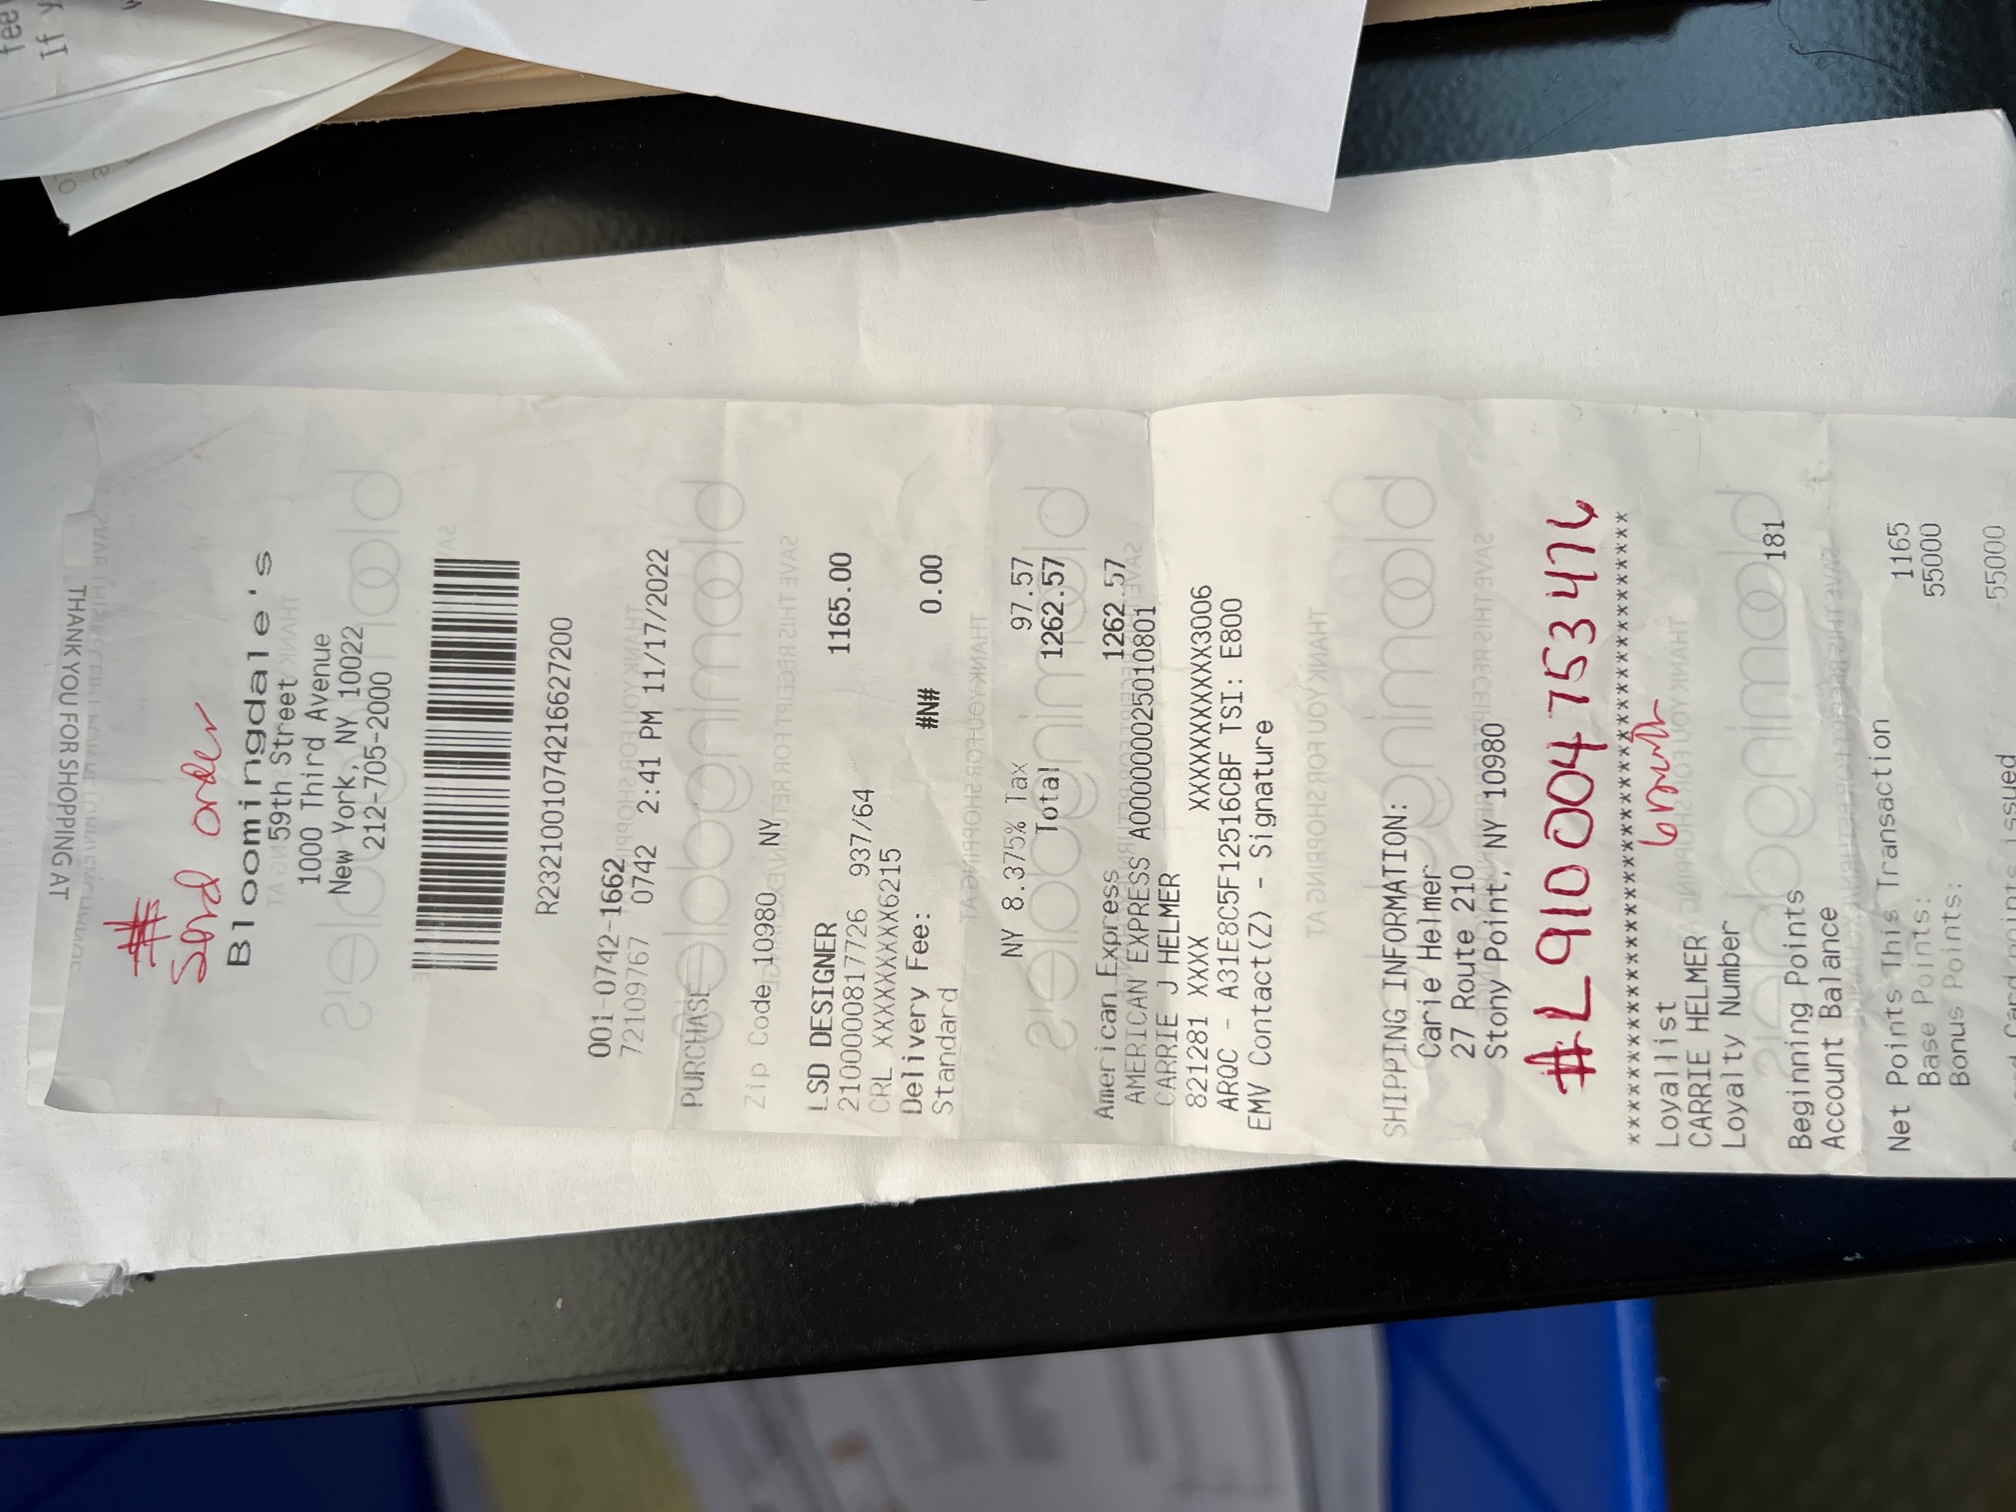 THANK YOU FOR SHOPPING AT
#
Send order
Bloomingdale's
59th Street
1000 Third Avenue
New York, NY 10022
212-705-2000
R2321001074216627200
001-0742-1662
72109767 0742 2:41 PM 11/17/2022
PURCHASE
Zip Code 10980 NY
LSD DESIGNER 1165.00
2100000817726 937/64
CRL XXXXXXXXX6215
Delivery Fee: #N# 0.00
Standard
NY 8.375% Tax 97.57
Total 1262.57
American Express 1262.57
AMERICAN EXPRESS A000000025010801
CARRIE J HELMER
821281 XXXX XXXXXXXXXXXX3006
ARQC - A31E8C5F12516CBF TSI: E800
EMV Contact(Z) - Signature
SHIPPING INFORMATION:
Carie Helmer
27 Route 210
Stony Point, NY 10980
#L91004753476
****************************************
Loyallist
CARRIE HELMER
Loyalty Number
Beginning Points 181
Account Balance
Net Points This Transaction
Base Points: 1165
Bonus Points: 55000
-55000